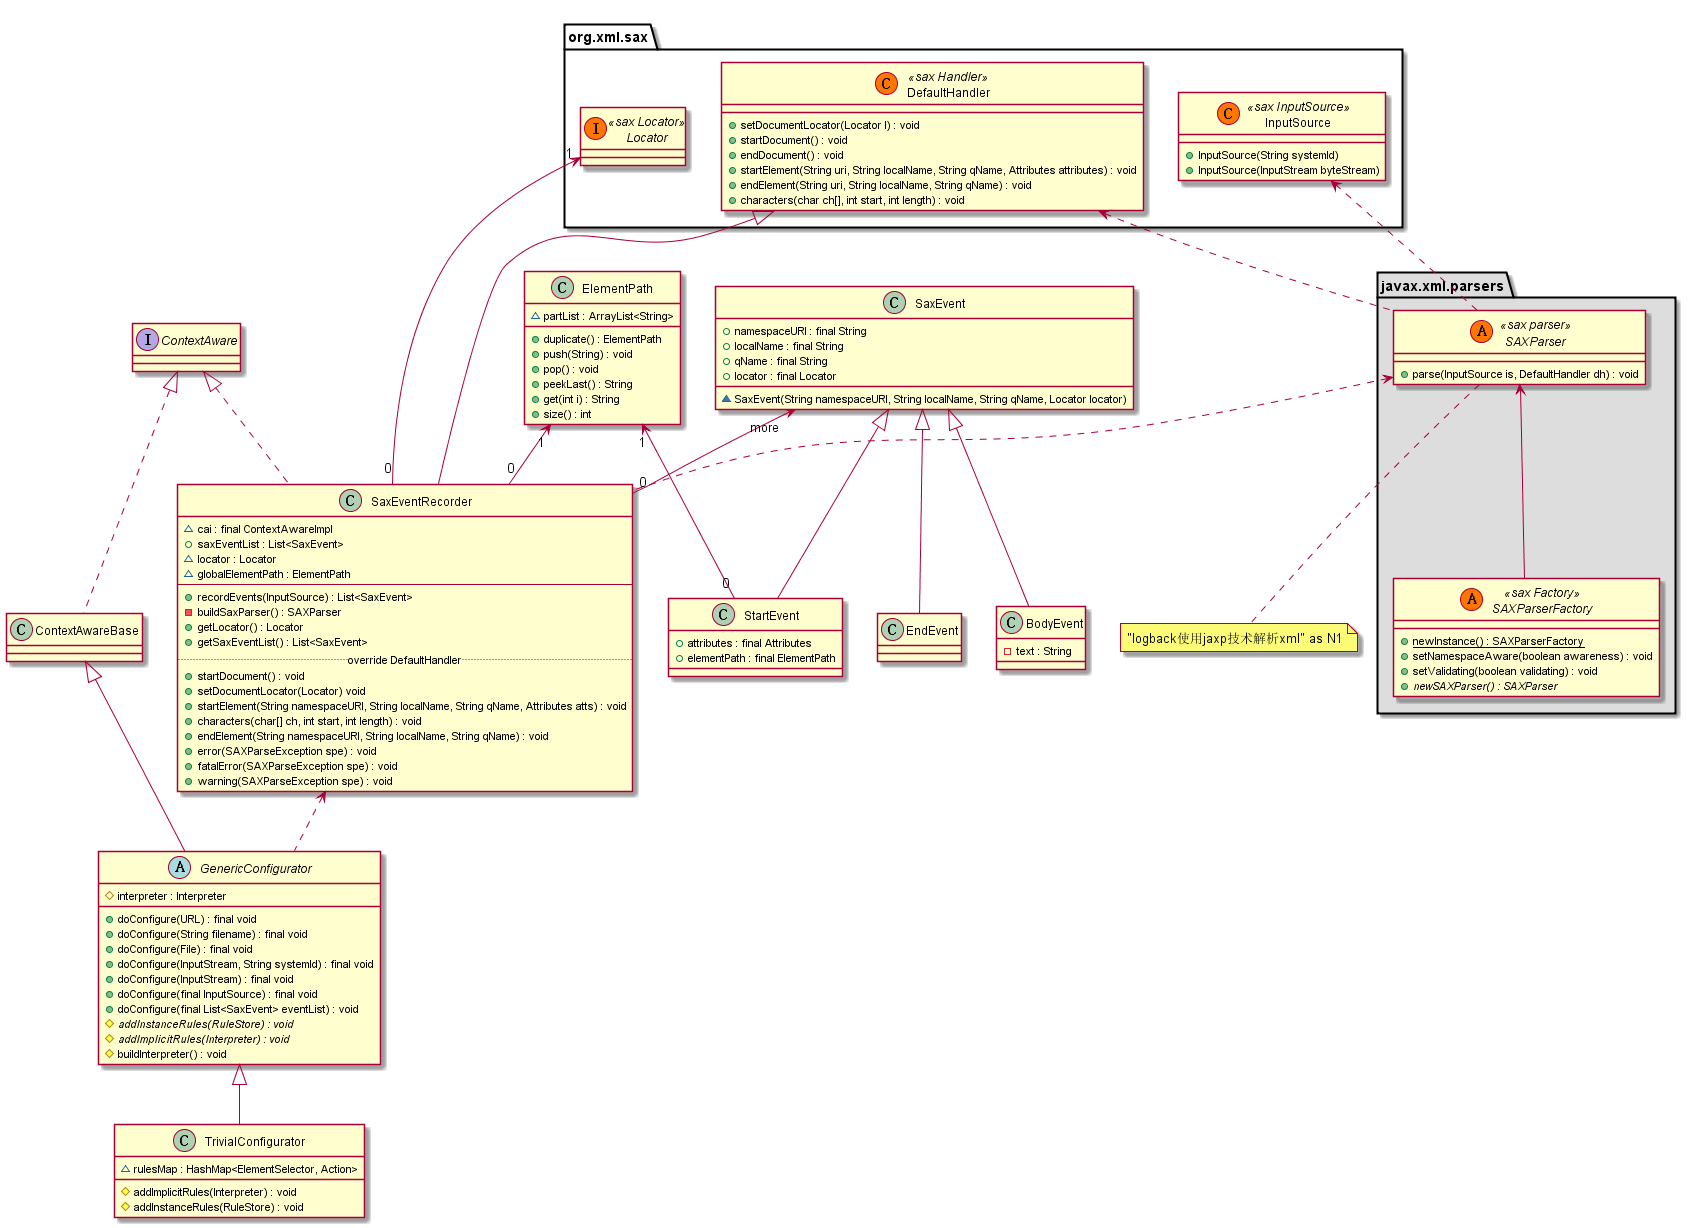 org.xml.sax
C
«sax Handler»
DefaultHandler
setDocumentLocator(Locator l) : void
startDocument() : void
endDocument() : void
startElement(String uri, String localName, String qName, Attributes attributes) : void
endElement(String uri, String localName, String qName) : void
characters(char ch[], int start, int length) : void
I
«sax Locator»
Locator
C
«sax InputSource»
InputSource
InputSource(String systemId)
InputSource(InputStream byteStream)
1
javax.xml.parsers
A
«sax parser»
SAXParser
parse(InputSource is, DefaultHandler dh) : void
A
«sax Factory»
SAXParserFactory
newInstance() : SAXParserFactory
setNamespaceAware(boolean awareness) : void
setValidating(boolean validating) : void
newSAXParser() : SAXParser
C
ElementPath
partList : ArrayList<String>
duplicate() : ElementPath
push(String) : void
pop() : void
peekLast() : String
get(int i) : String
size() : int
C
SaxEvent
namespaceURI : final String
localName : final String
qName : final String
locator : final Locator
SaxEvent(String namespaceURI, String localName, String qName, Locator locator)
I
ContextAware
more
1
1
0
0
0
0
C
SaxEventRecorder
cai : final ContextAwareImpl
saxEventList : List<SaxEvent>
locator : Locator
globalElementPath : ElementPath
recordEvents(InputSource) : List<SaxEvent>
buildSaxParser() : SAXParser
getLocator() : Locator
getSaxEventList() : List<SaxEvent>
override DefaultHandler
startDocument() : void
setDocumentLocator(Locator) void
startElement(String namespaceURI, String localName, String qName, Attributes atts) : void
characters(char[] ch, int start, int length) : void
endElement(String namespaceURI, String localName, String qName) : void
error(SAXParseException spe) : void
fatalError(SAXParseException spe) : void
warning(SAXParseException spe) : void
C
ContextAwareBase
C
StartEvent
attributes : final Attributes
elementPath : final ElementPath
C
EndEvent
C
BodyEvent
text : String
"logback使用jaxp技术解析xml" as N1
A
GenericConfigurator
interpreter : Interpreter
doConfigure(URL) : final void
doConfigure(String filename) : final void
doConfigure(File) : final void
doConfigure(InputStream, String systemId) : final void
doConfigure(InputStream) : final void
doConfigure(final InputSource) : final void
doConfigure(final List<SaxEvent> eventList) : void
addInstanceRules(RuleStore) : void
addImplicitRules(Interpreter) : void
buildInterpreter() : void
C
TrivialConfigurator
rulesMap : HashMap<ElementSelector, Action>
addImplicitRules(Interpreter) : void
addInstanceRules(RuleStore) : void